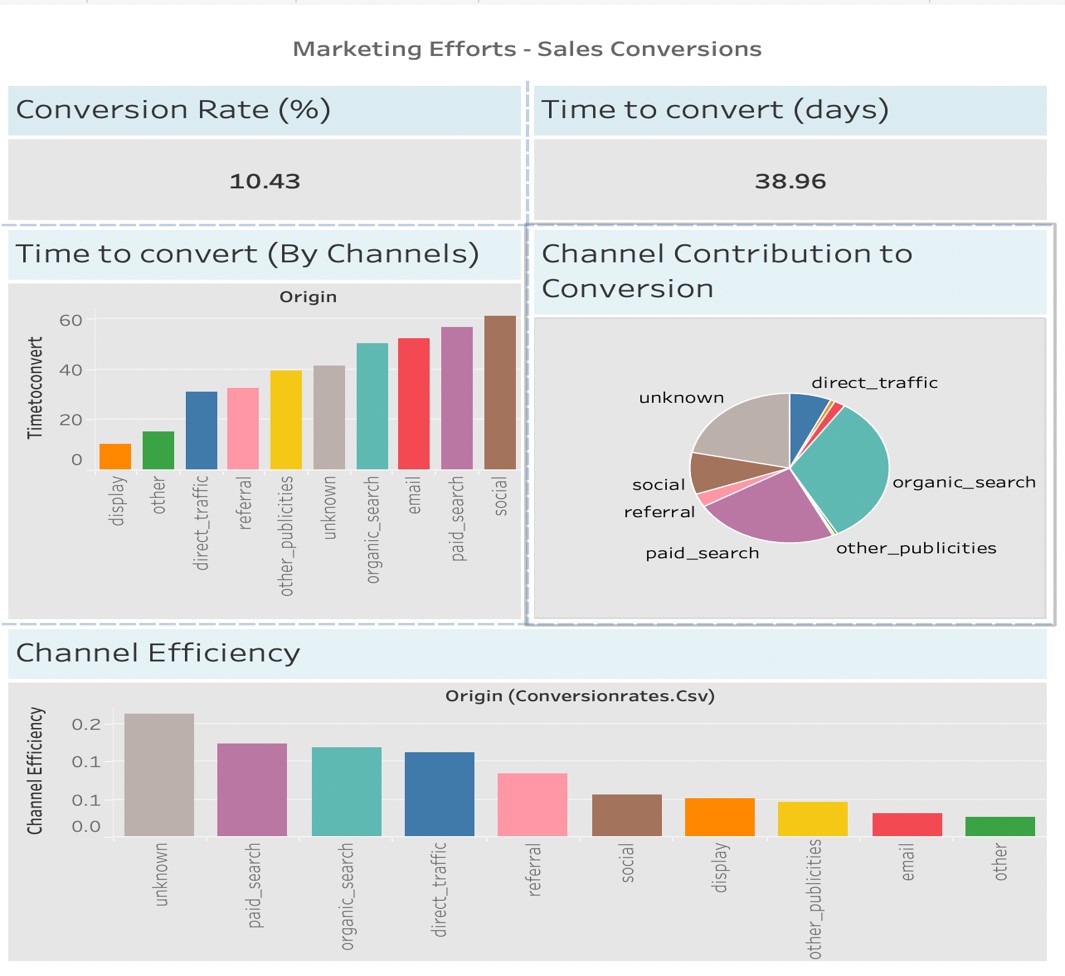 Marketing Efforts - Sales Conversions
Conversion Rate (%)
Time to convert (days)
10.43
38.96
Time to convert (By Channels)
Origin
Timetoconvert
60
40
20
0
display
other
direct_traffic
referral
other_publicities
unknown
organic_search
email
paid_search
social
Channel Contribution to
Conversion
direct_traffic
unknown
organic_search
social
referral
other_publicities
paid_search
Channel Efficiency
Origin (Conversionrates.Csv)
Channel Efficiency
0.2
0.1
0.1
0.0
unknown
paid_search
organic_search
direct_traffic
referral
social
display
other_publicities
email
other